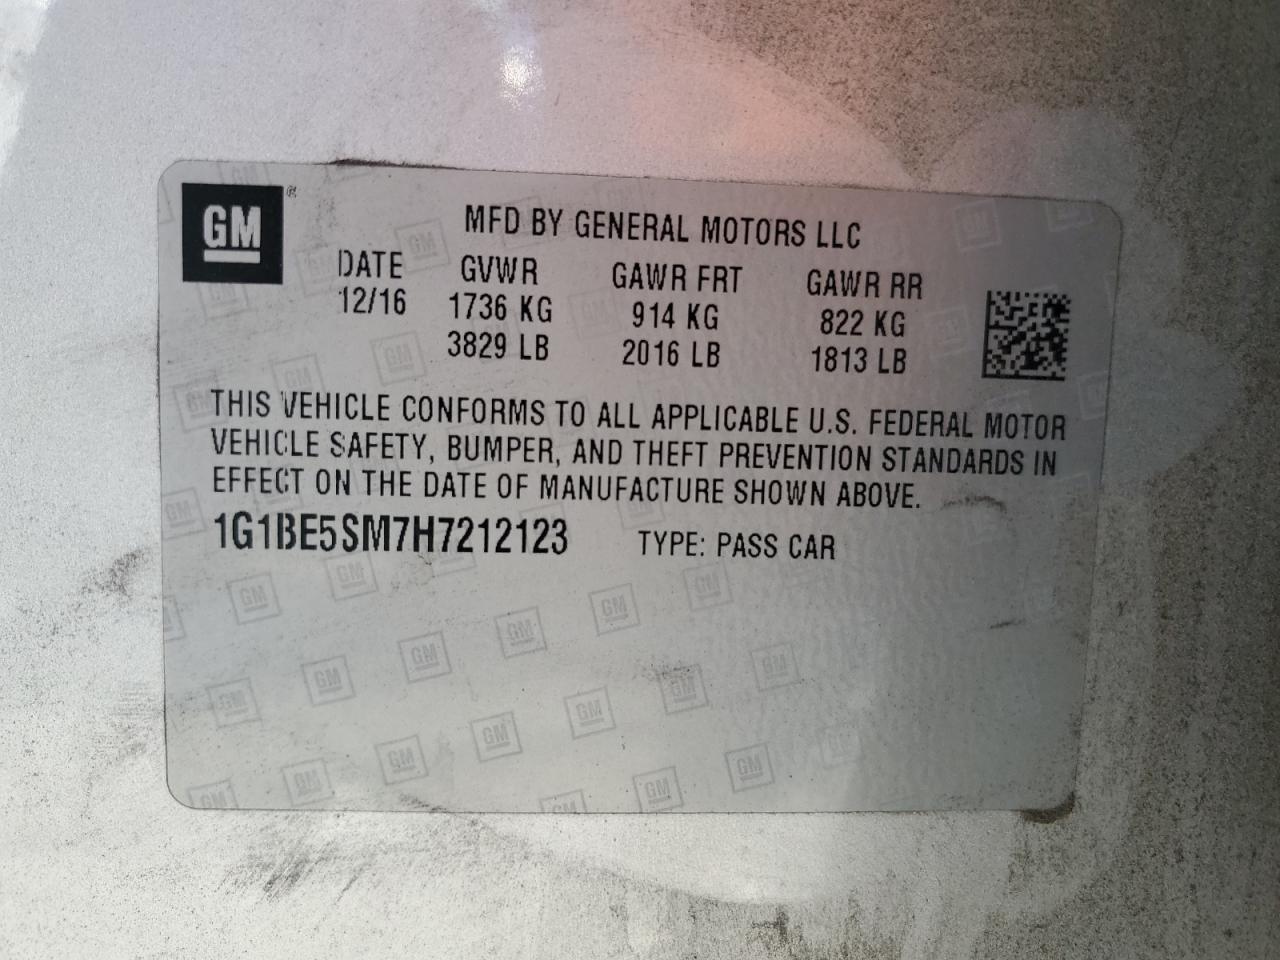 GM
MFD BY GENERAL MOTORS LLC
DATE GVWR GAWR FRT GAWR RR
12/16 1736 KG 914 KG 822 KG
3829 LB 2016 LB 1813 LB
THIS VEHICLE CONFORMS TO ALL APPLICABLE U.S. FEDERAL MOTOR
VEHICLE SAFETY, BUMPER, AND THEFT PREVENTION STANDARDS IN
EFFECT ON THE DATE OF MANUFACTURE SHOWN ABOVE.
1G1BE5SM7H7212123 TYPE: PASS CAR